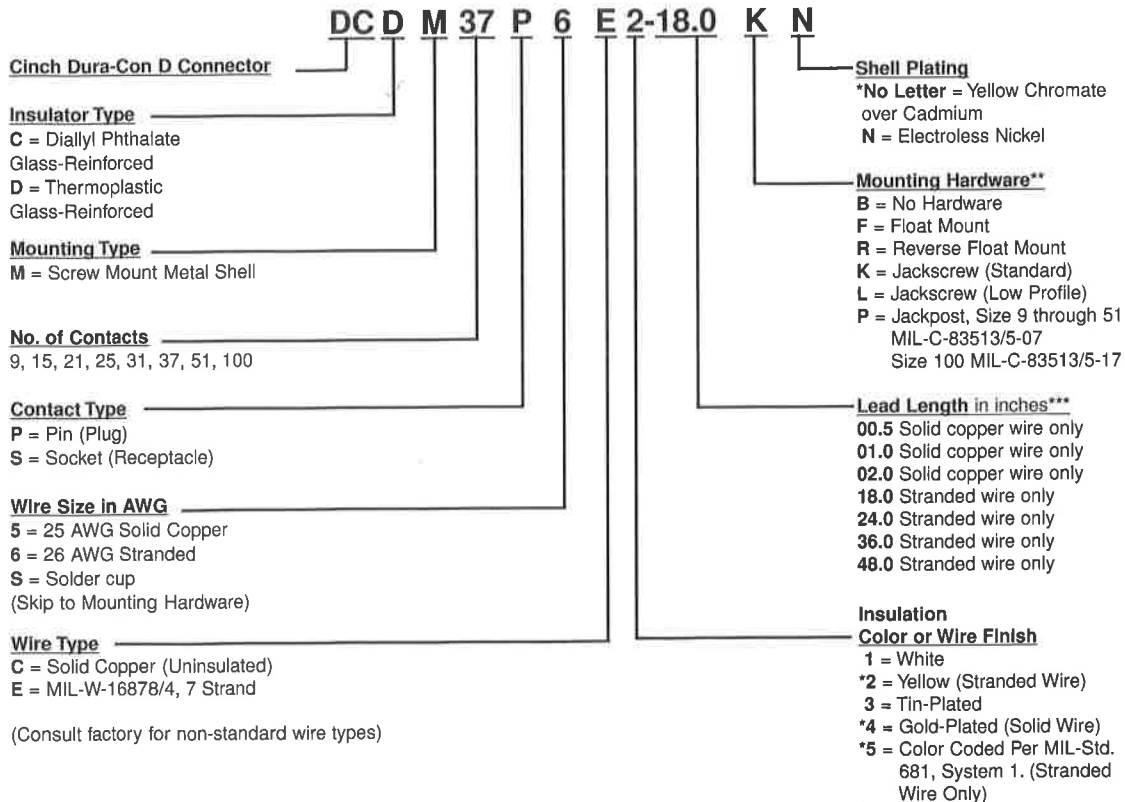 DC D M 37 P 6 E 2-18.0 K N
Cinch Dura-Con D Connector
Insulator Type
C = Diallyl Phthalate
Glass-Reinforced
D = Thermoplastic
Glass-Reinforced
Mounting Type
M = Screw Mount Metal Shell
No. of Contacts
9, 15, 21, 25, 31, 37, 51, 100
Contact Type
P = Pin (Plug)
S = Socket (Receptacle)
Wire Size in AWG
5 = 25 AWG Solid Copper
6 = 26 AWG Stranded
S = Solder cup
(Skip to Mounting Hardware)
Wire Type
C = Solid Copper (Uninsulated)
E = MIL-W-16878/4, 7 Strand
(Consult factory for non-standard wire types)
Shell Plating
*No Letter = Yellow Chromate
over Cadmium
N = Electroless Nickel
Mounting Hardware**
B = No Hardware
F = Float Mount
R = Reverse Float Mount
K = Jackscrew (Standard)
L = Jackscrew (Low Profile)
P = Jackpost, Size 9 through 51
MIL-C-83513/5-07
Size 100 MIL-C-83513/5-17
Lead Length in inches***
00.5 Solid copper wire only
01.0 Solid copper wire only
02.0 Solid copper wire only
18.0 Stranded wire only
24.0 Stranded wire only
36.0 Stranded wire only
48.0 Stranded wire only
Insulation
Color or Wire Finish
1 = White
*2 = Yellow (Stranded Wire)
3 = Tin-Plated
*4 = Gold-Plated (Solid Wire)
*5 = Color Coded Per MIL-Std.
681, System 1. (Stranded
Wire Only)